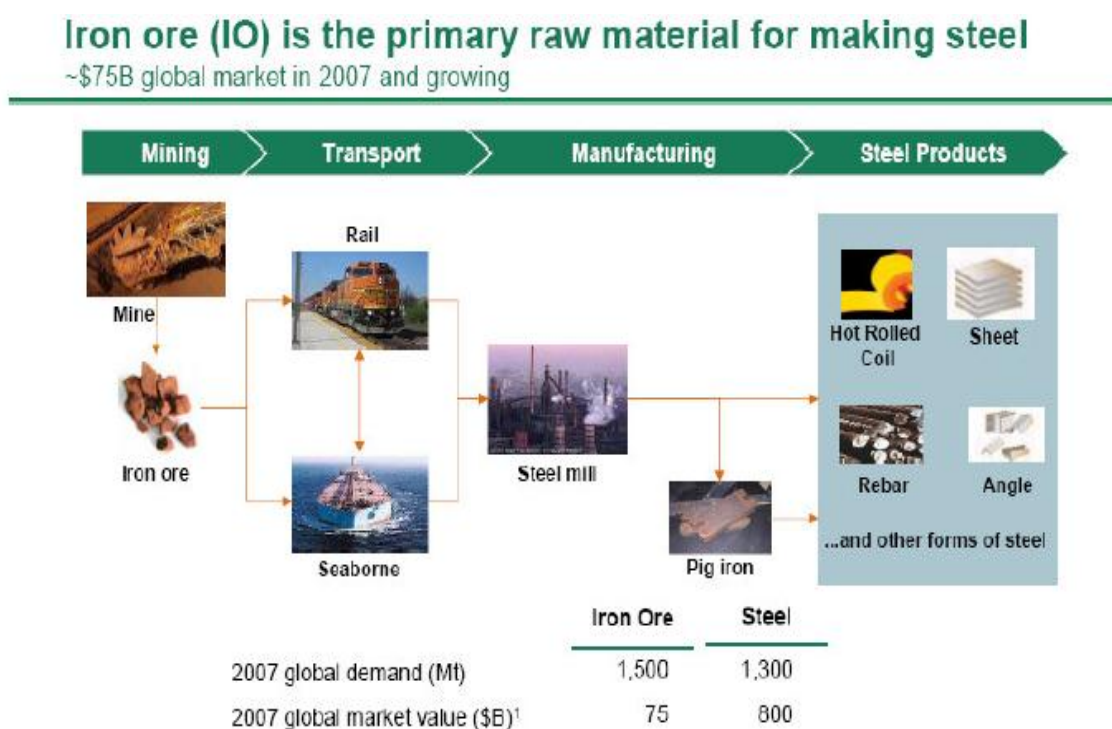 Iron ore (IO) is the primary raw material for making steel
~$75B global market in 2007 and growing
Mining
Transport
Manufacturing
Steel Products
Rail
Mine
Iron ore
Seaborne
Steel mill
Pig iron
Hot Rolled
Coil
Sheet
Rebar
Angle
...and other forms of steel
Iron Ore Steel
2007 global demand (Mt) 1,500 1,300
2007 global market value ($B)¹ 75 800